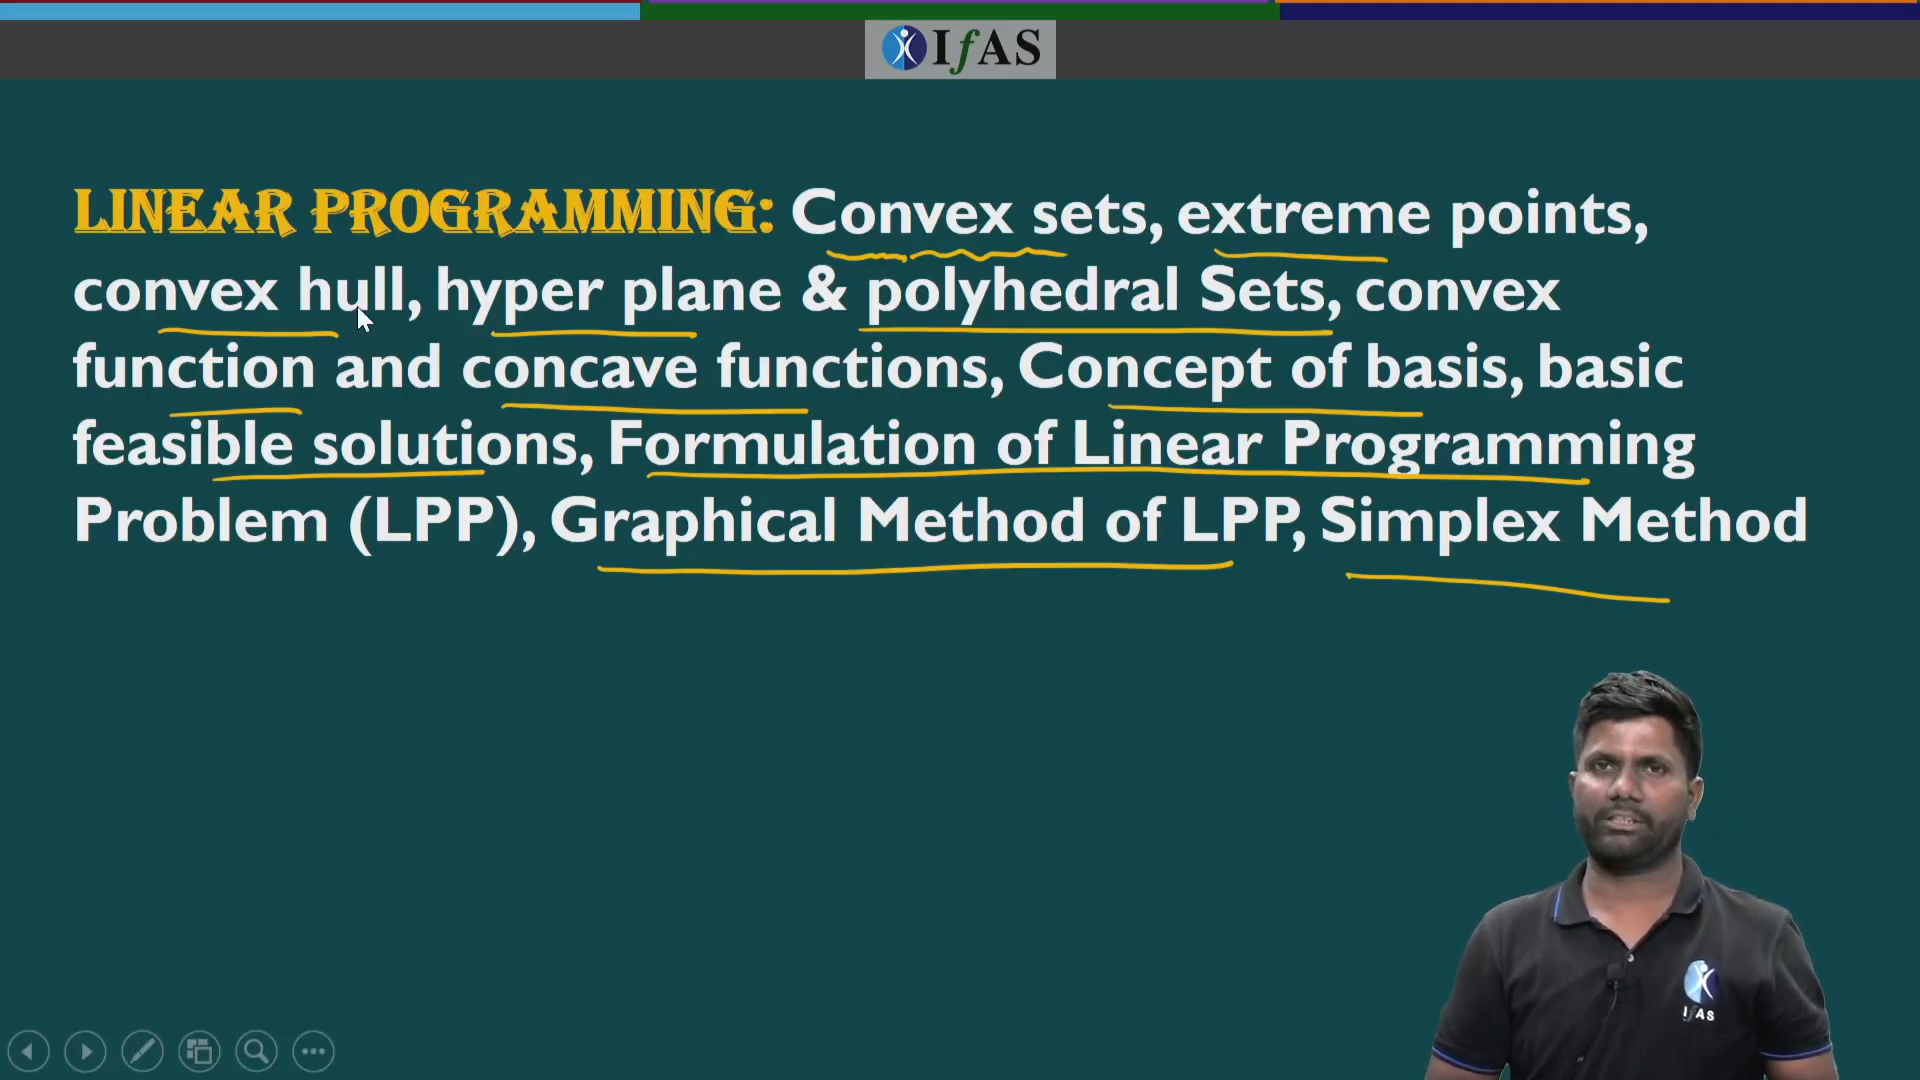 IfAS
LINEAR PROGRAMMING: Convex sets, extreme points,
convex hull, hyper plane & polyhedral Sets, convex
function and concave functions, Concept of basis, basic
feasible solutions, Formulation of Linear Programming
Problem (LPP), Graphical Method of LPP, Simplex Method
IfAS